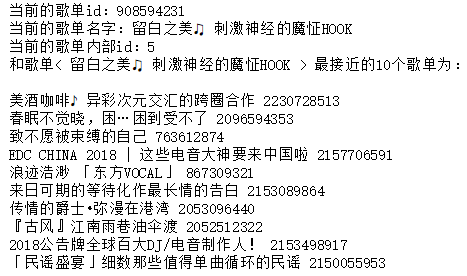 当前的歌单id: 908594231
当前的歌单名字: 留白之美♫ 刺激神经的魔怔HOOK
当前的歌单内部id: 5
和歌单< 留白之美♫ 刺激神经的魔怔HOOK > 最接近的10个歌单为:
美酒咖啡♪ 异彩次元交汇的跨圈合作 2230728513
春眠不觉晓，困…困到受不了 2096594353
致不愿被束缚的自己 763612874
EDC CHINA 2018 | 这些电音大神要来中国啦 2157706591
浪迹浩渺 「东方VOCAL」 867309321
来日可期的等待化作最长情的告白 2153089864
传情的爵士·弥漫在港湾 2053096440
『古风』江南雨巷油伞渡 2052512322
2018公告牌全球百大DJ/电音制作人! 2153498917
「民谣盛宴」细数那些值得单曲循环的民谣 2150055953